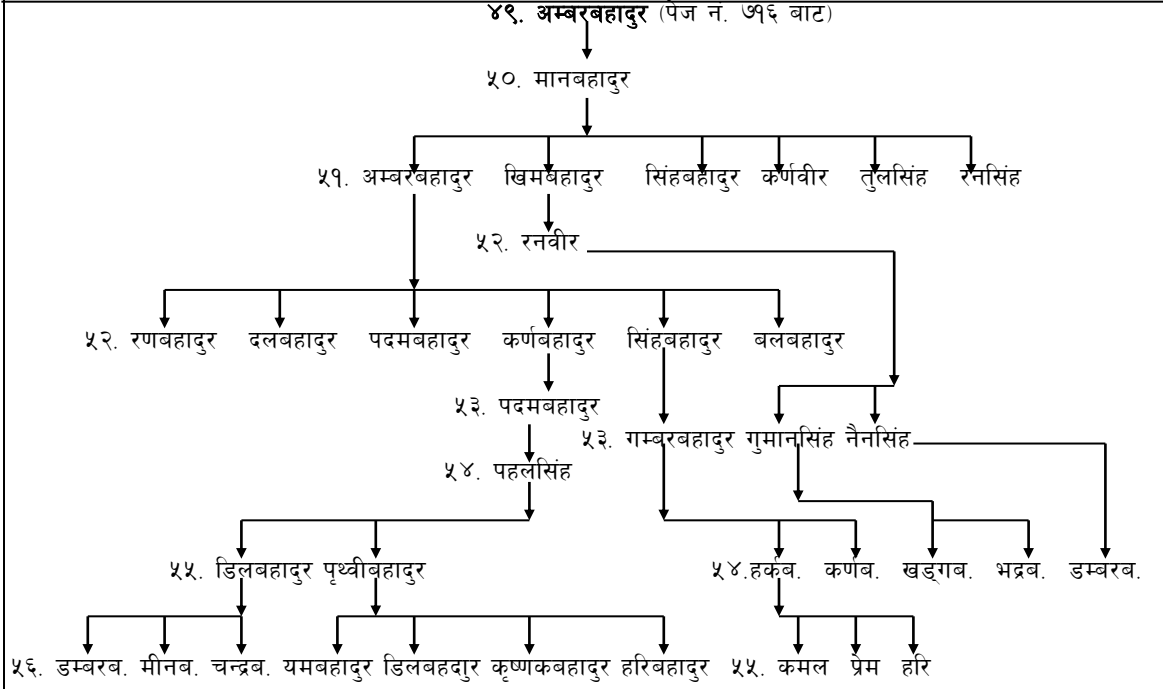 ४९. अम्बरबहादुर (पेज नं. ७१६ बाट)
५०. मानबहादुर
५१. अम्बरबहादुर खिमबहादुर सिंहबहादुर कर्णवीर तुलसिंह रनसिंह
५२. रनवीर
५२. रणबहादुर दलबहादुर पदमबहादुर कर्णबहादुर सिंहबहादुर बलबहादुर
५३. पदमबहादुर
५३. गम्बरबहादुर गुमानसिंह नैनसिंह
५४. पहलसिंह
५५. डिलबहादुर पृथ्वीबहादुर ५४.हर्कब. कर्णब. खड्गब. भद्रब. डम्बरब.
५६. डम्बरब. मीनब. चन्द्रब. यमबहादुर डिलबहदाुर कृष्णकबहादुर हरिबहादुर ५५. कमल प्रेम हरि